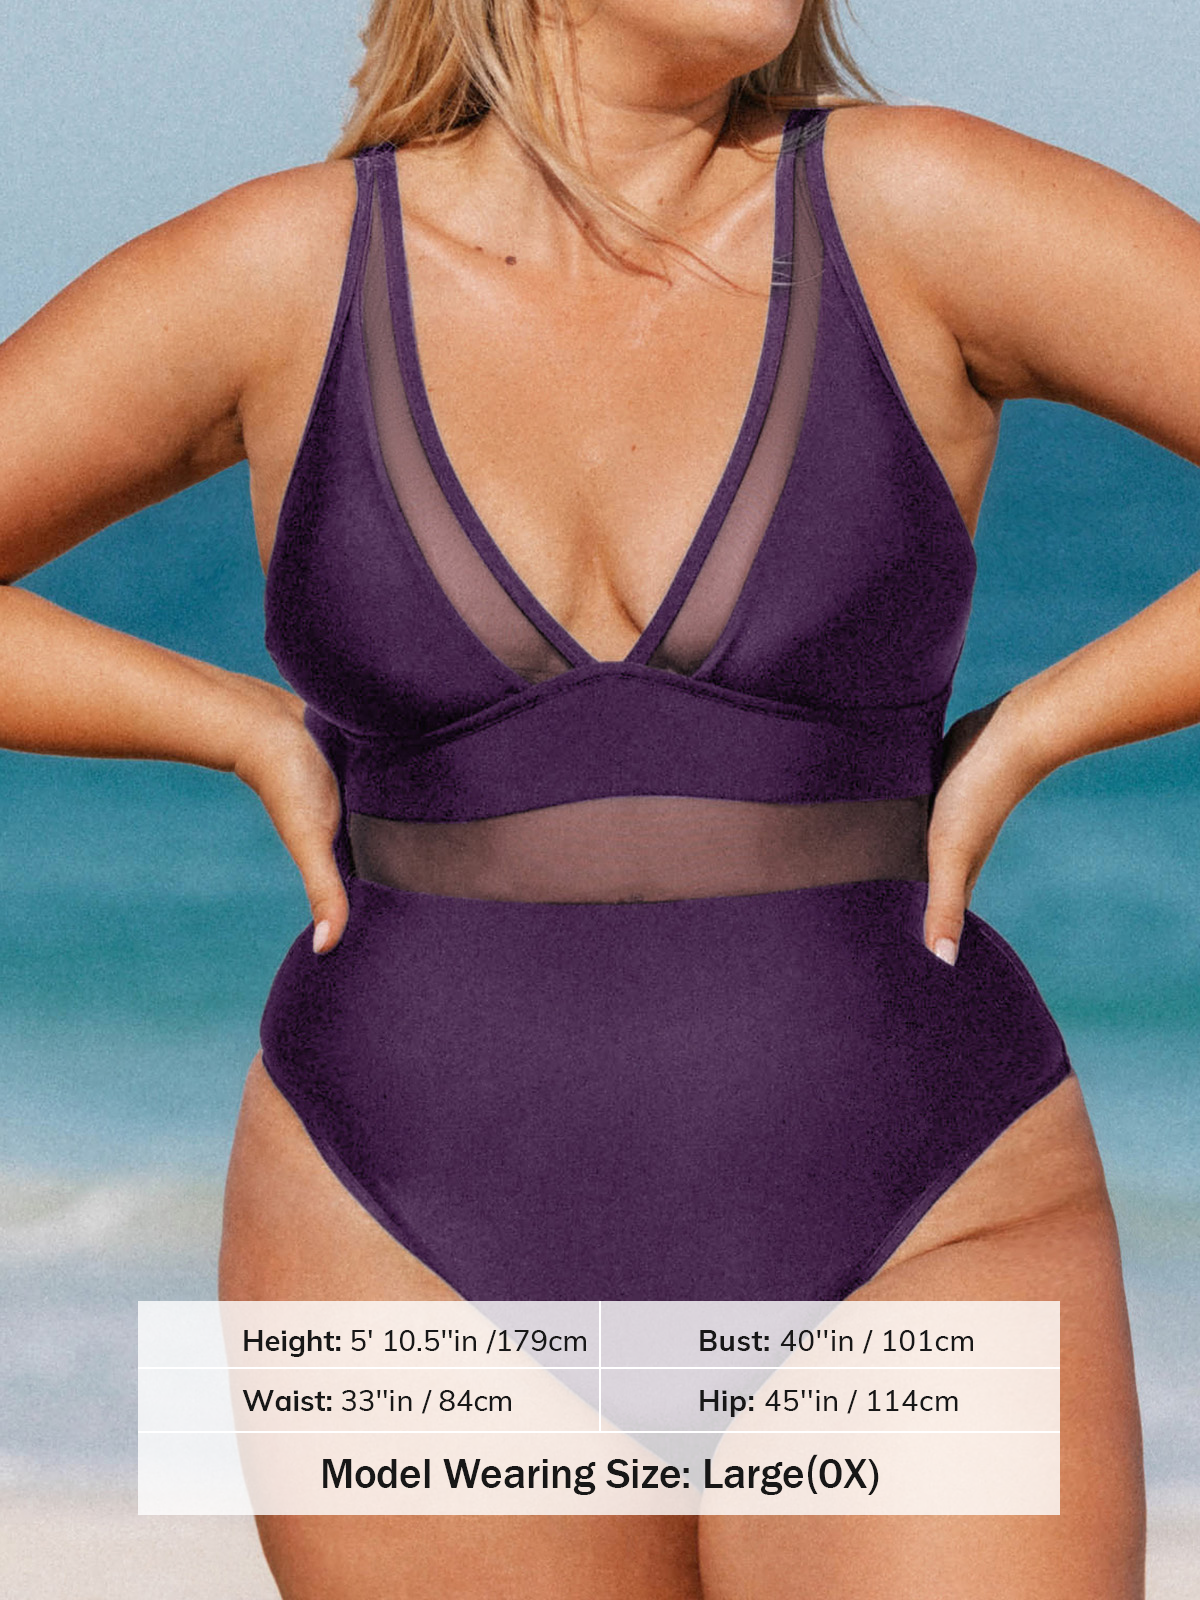 Height: 5' 10.5''in /179cm
Bust: 40''in / 101cm
Waist: 33''in / 84cm
Hip: 45''in / 114cm
Model Wearing Size: Large(0X)